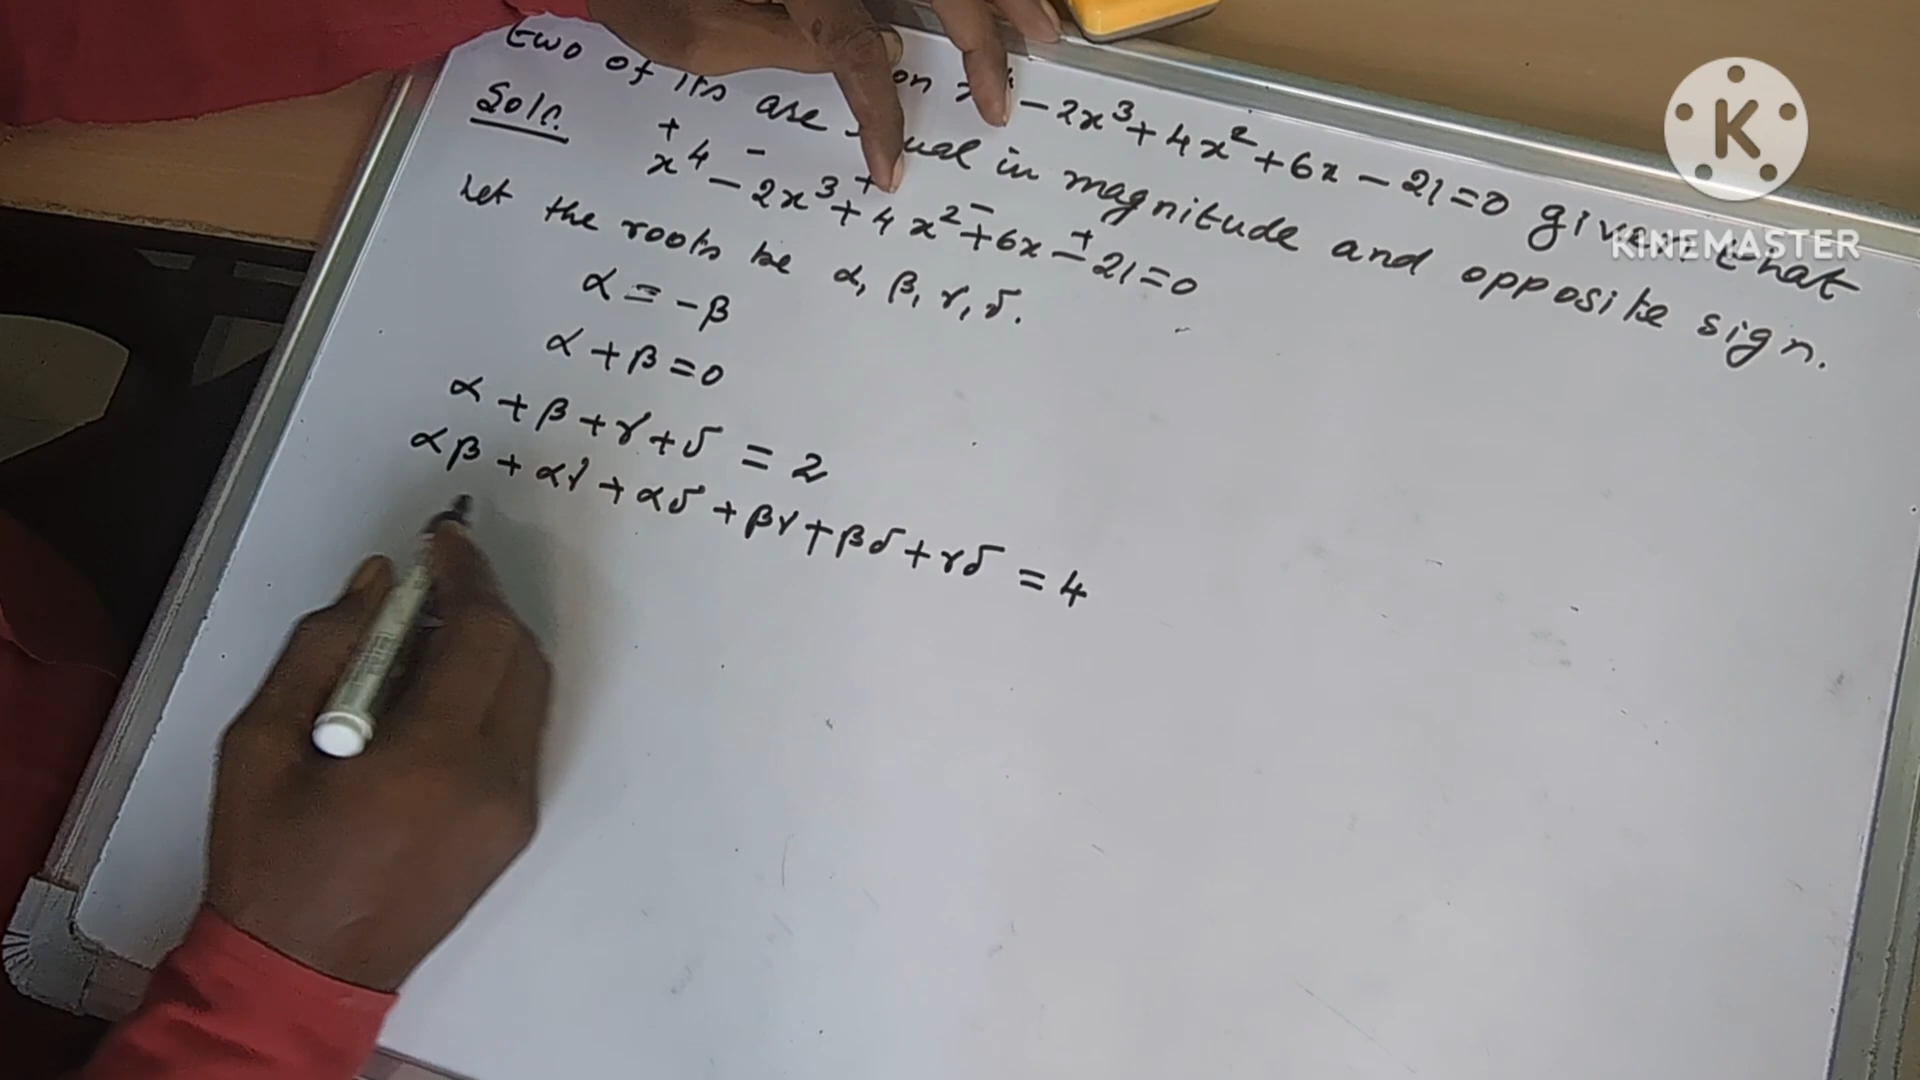 on x⁴ - 2x³ + 4x² + 6x - 21 = 0 given that
two of its are equal in magnitude and opposite sign.
Soln.
+ - + - +
x⁴ - 2x³ + 4x² + 6x - 21 = 0
Let the roots be α, β, γ, δ.
α = -β
α + β = 0
α + β + γ + δ = 2
αβ + αγ + αδ + βγ + βδ + γδ = 4
K
KINEMASTER